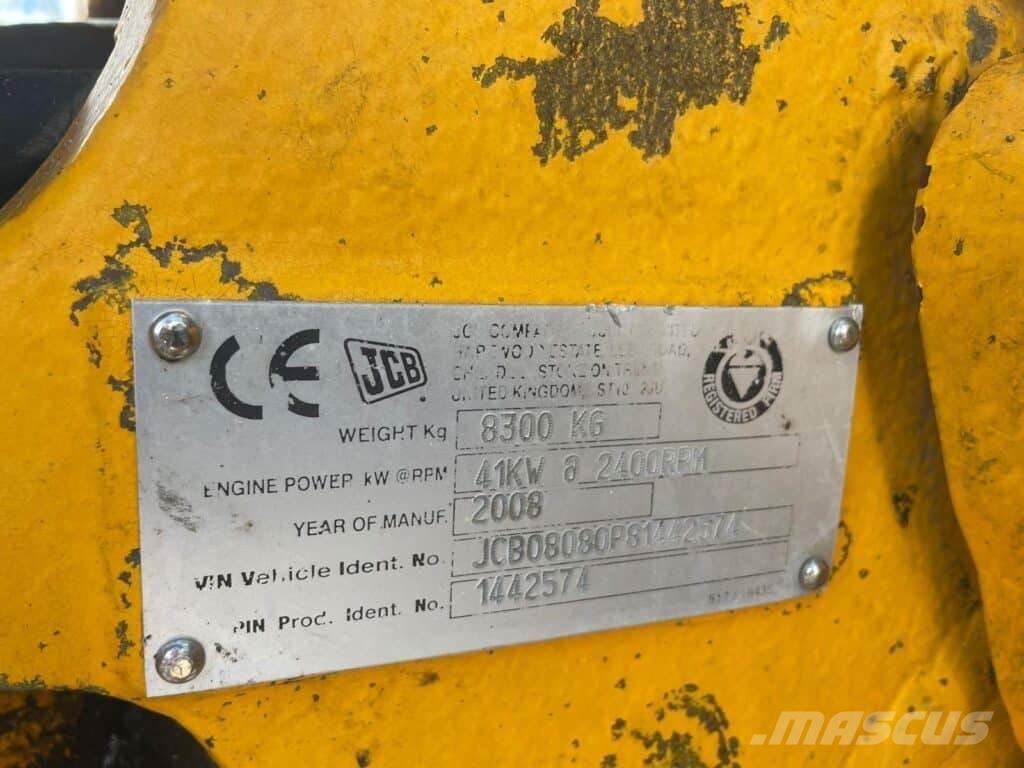 CE
JCB
UNITED KINGDOM,
REGISTERED FIRM
WEIGHT Kg 8300 KG
ENGINE POWER kW @ RPM 41KW @ 2400RPM
YEAR OF MANUF. 2008
VIN Vehicle Ident. No. JCB08080P81442574
PIN Prod. Ident. No. 1442574
MASCUS